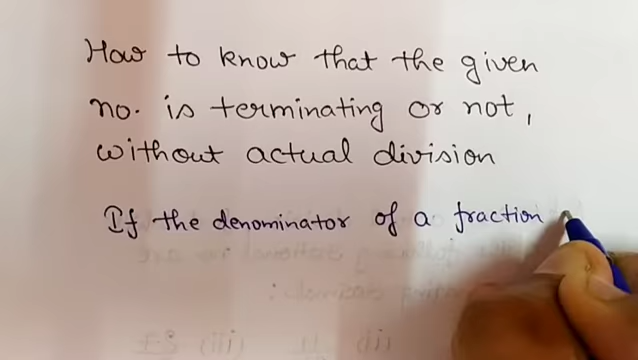 How to know that the given
no. is terminating or not,
without actual division
If the denominator of a fraction